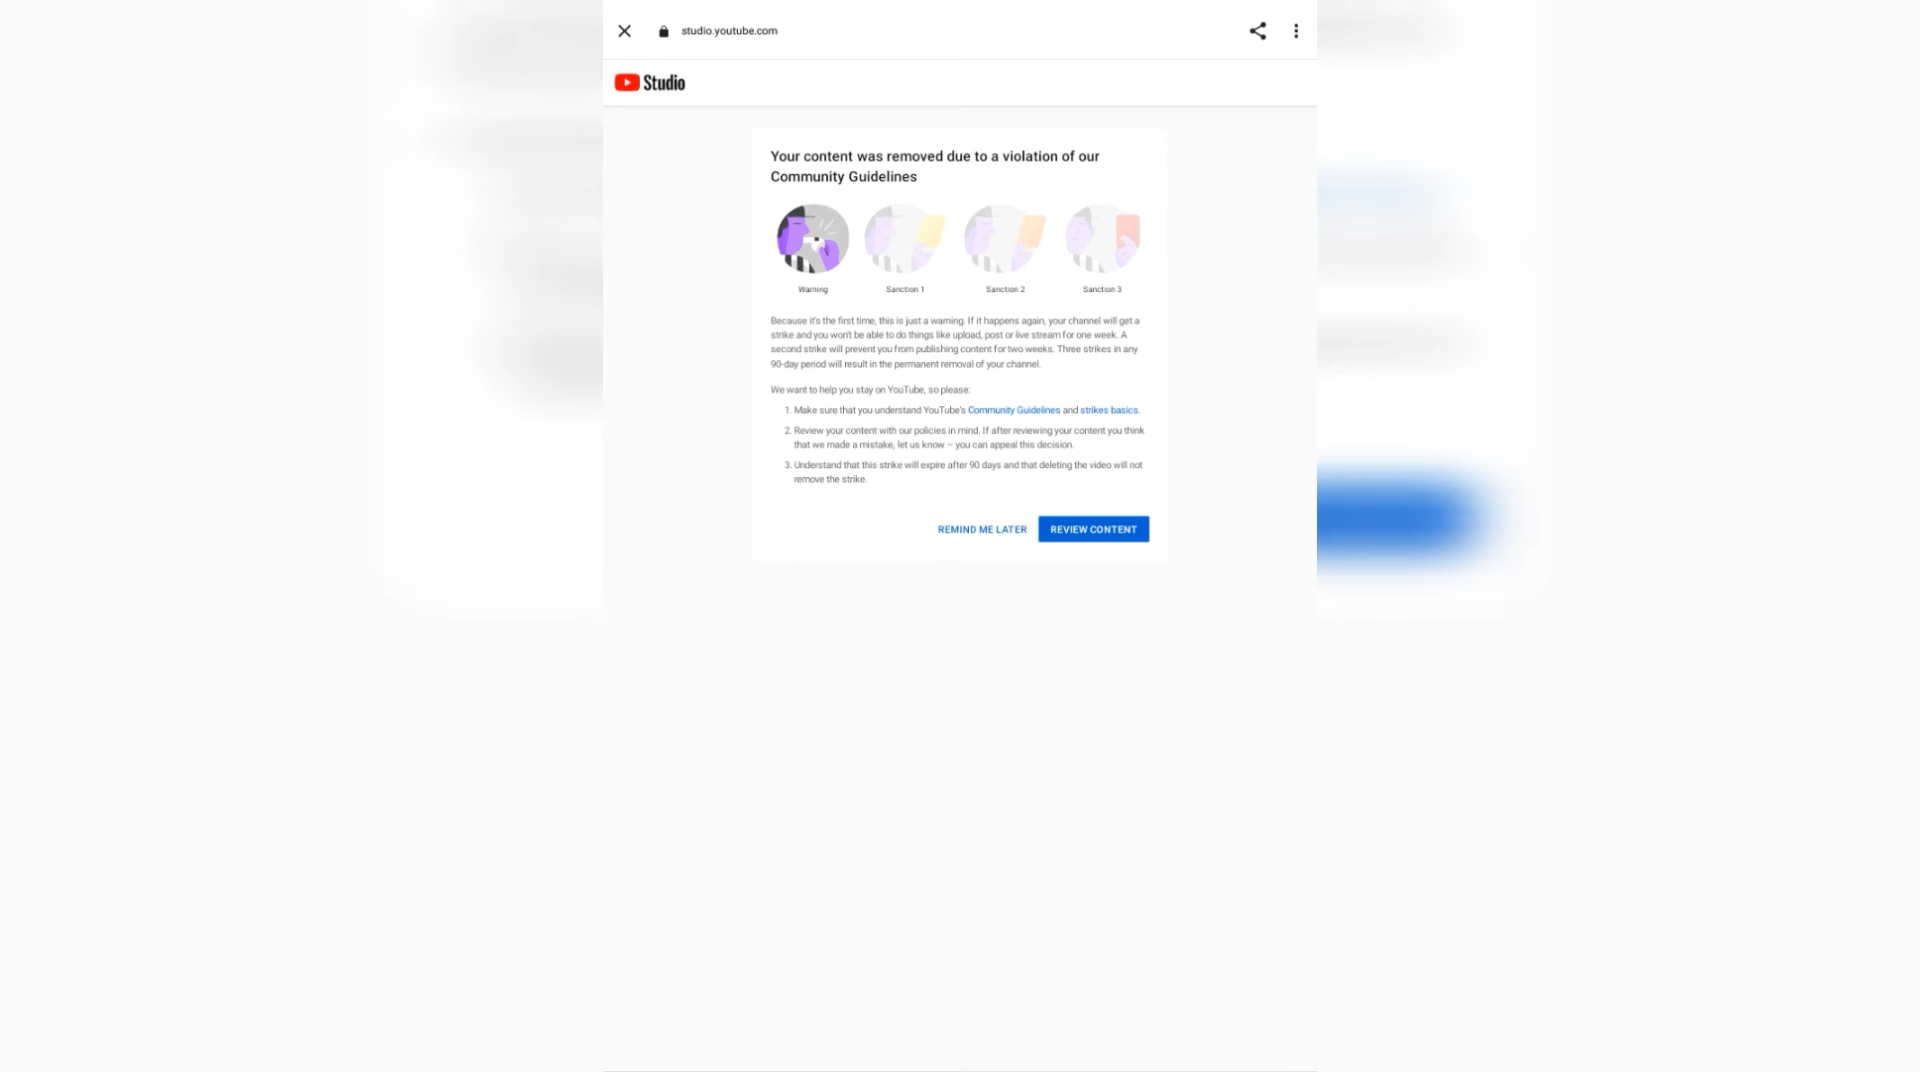 studio.youtube.com
Studio
Your content was removed due to a violation of our
Community Guidelines
Warning
Sanction 1
Sanction 2
Sanction 3
Because it's the first time, this is just a warning. If it happens again, your channel will get a
strike and you won't be able to do things like upload, post or live stream for one week. A
second strike will prevent you from publishing content for two weeks. Three strikes in any
90-day period will result in the permanent removal of your channel.
We want to help you stay on YouTube, so please:
1. Make sure that you understand YouTube's Community Guidelines and strikes basics.
2. Review your content with our policies in mind. If after reviewing your content you think
that we made a mistake, let us know – you can appeal this decision.
3. Understand that this strike will expire after 90 days and that deleting the video will not
remove the strike.
REMIND ME LATER
REVIEW CONTENT